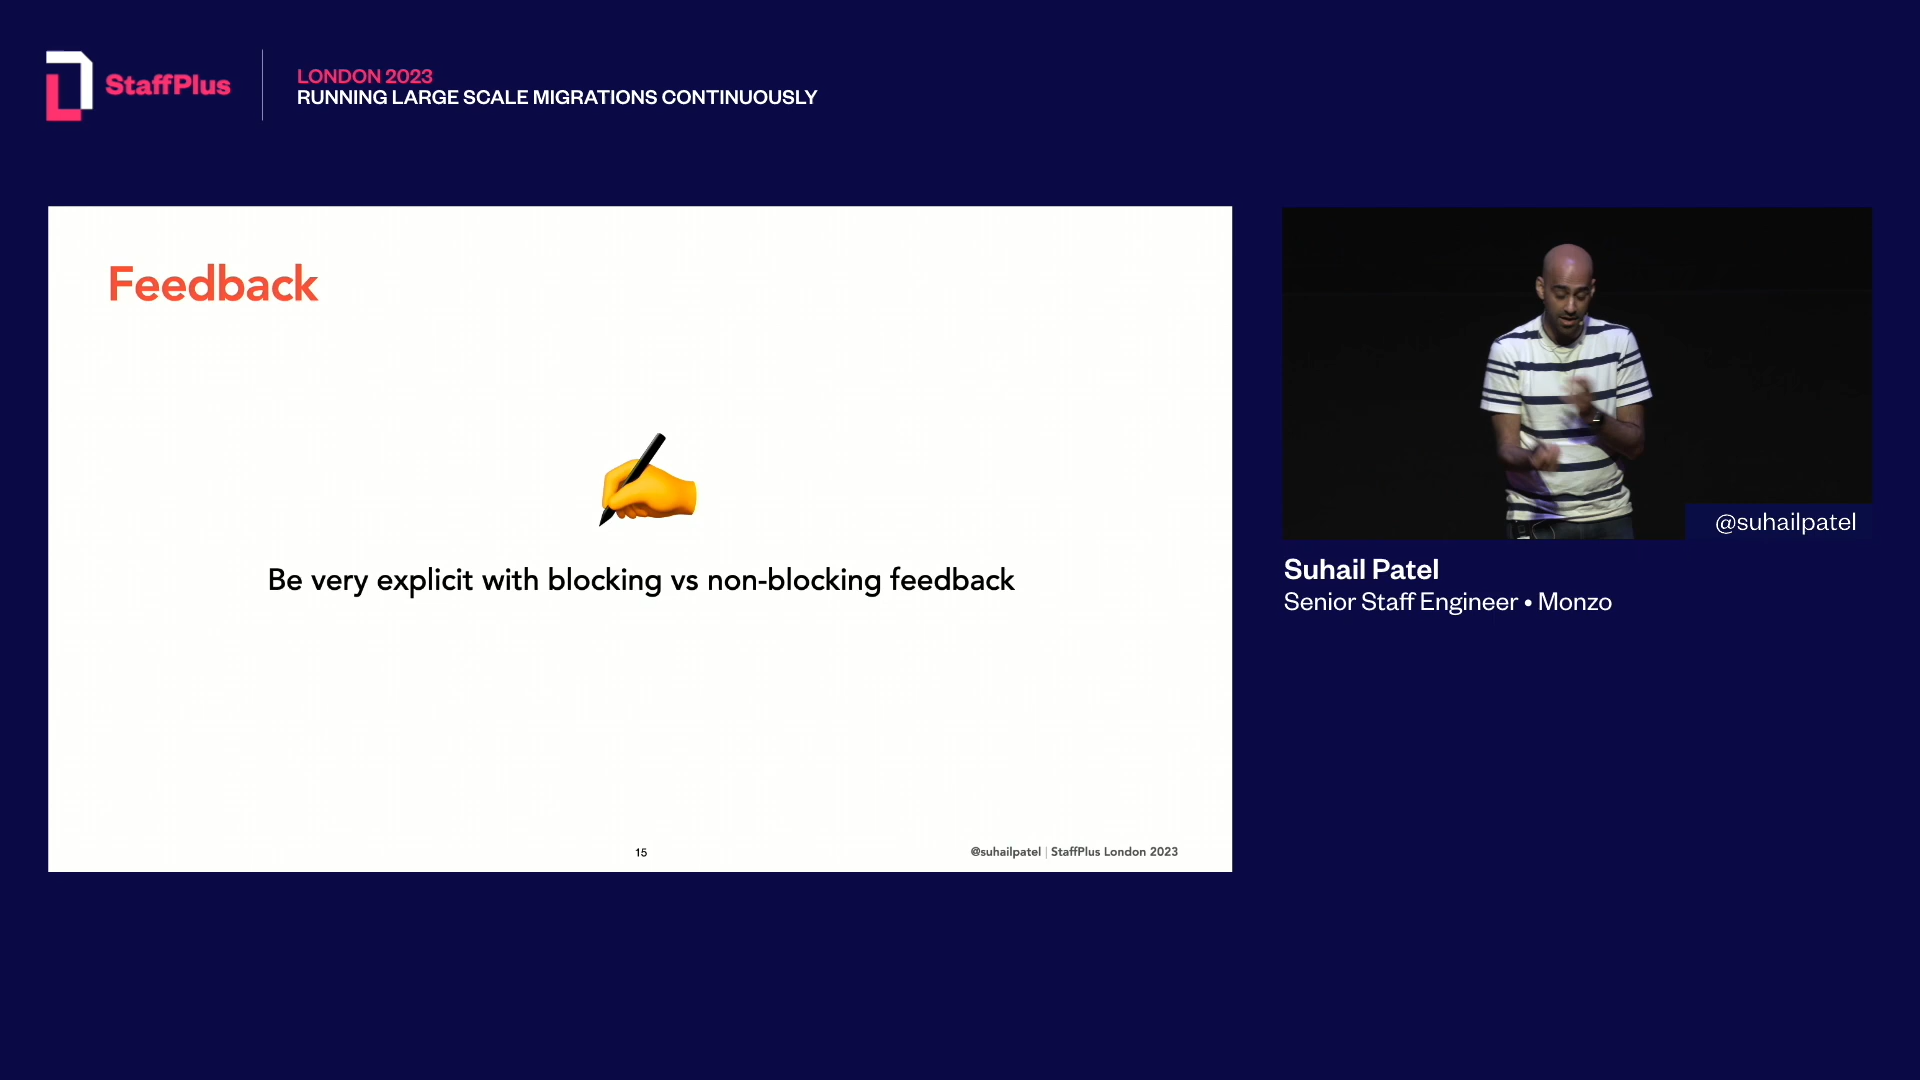 StaffPlus
LONDON 2023
RUNNING LARGE SCALE MIGRATIONS CONTINUOUSLY
Feedback
Be very explicit with blocking vs non-blocking feedback
15
@suhailpatel | StaffPlus London 2023
@suhailpatel
Suhail Patel
Senior Staff Engineer • Monzo